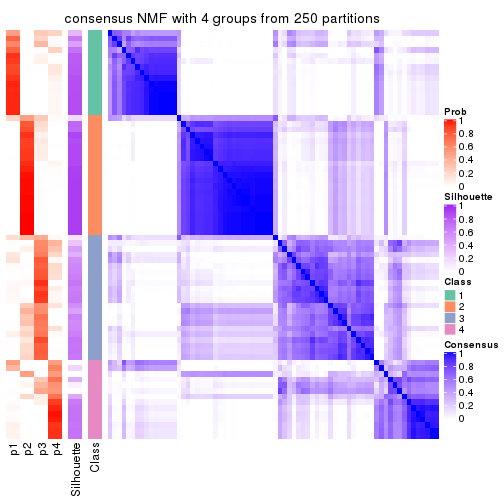 consensus NMF with 4 groups from 250 partitions
Prob
1
0.8
0.6
0.4
0.2
0
Silhouette
1
0.8
0.6
0.4
0.2
0
Class
1
2
3
4
Consensus
1
0.8
0.6
0.4
0.2
0
p1
p2
p3
p4
Silhouette
Class